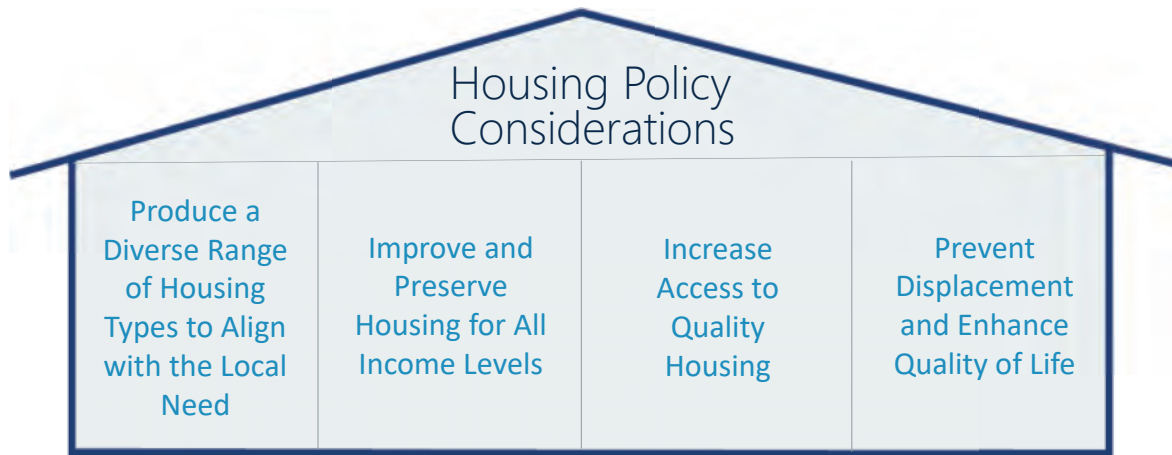 Housing Policy
Considerations
Produce a
Diverse Range
of Housing
Types to Align
with the Local
Need
Improve and
Preserve
Housing for All
Income Levels
Increase
Access to
Quality
Housing
Prevent
Displacement
and Enhance
Quality of Life